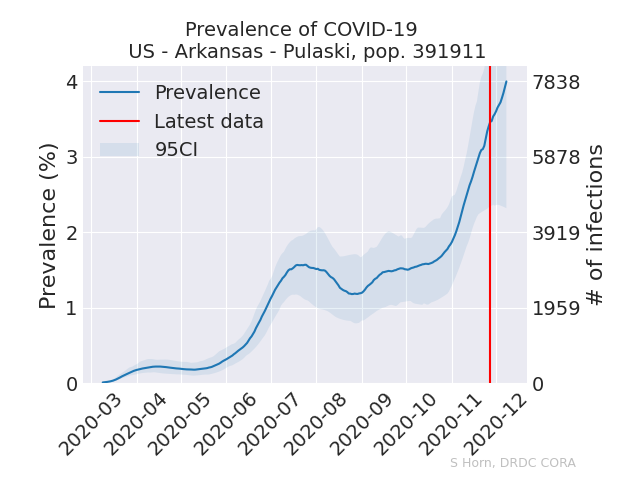 Prevalence of COVID-19
US - Arkansas - Pulaski, pop. 391911
Prevalence
Latest data
95CI
Prevalence (%)
4
3
2
1
0
7838
5878
3919
1959
0
# of infections
2020-03
2020-04
2020-05
2020-06
2020-07
2020-08
2020-09
2020-10
2020-11
2020-12
S Horn, DRDC CORA